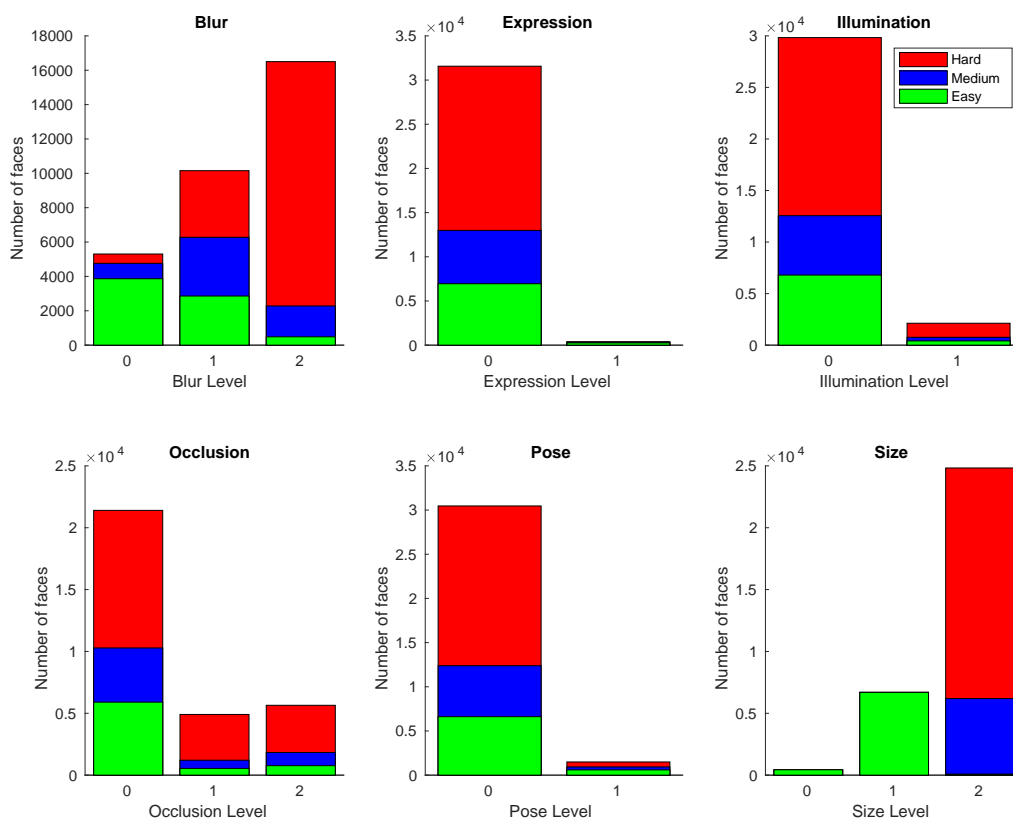 Blur
Number of faces
18000
16000
14000
12000
10000
8000
6000
4000
2000
0
0 1 2
Blur Level
Expression
×10^4
Number of faces
3.5
3
2.5
2
1.5
1
0.5
0
0 1
Expression Level
Illumination
×10^4
Number of faces
3
2.5
2
1.5
1
0.5
0
0 1
Illumination Level
Hard
Medium
Easy
Occlusion
×10^4
Number of faces
2.5
2
1.5
1
0.5
0
0 1 2
Occlusion Level
Pose
×10^4
Number of faces
3.5
3
2.5
2
1.5
1
0.5
0
0 1
Pose Level
Size
×10^4
Number of faces
2.5
2
1.5
1
0.5
0
0 1 2
Size Level